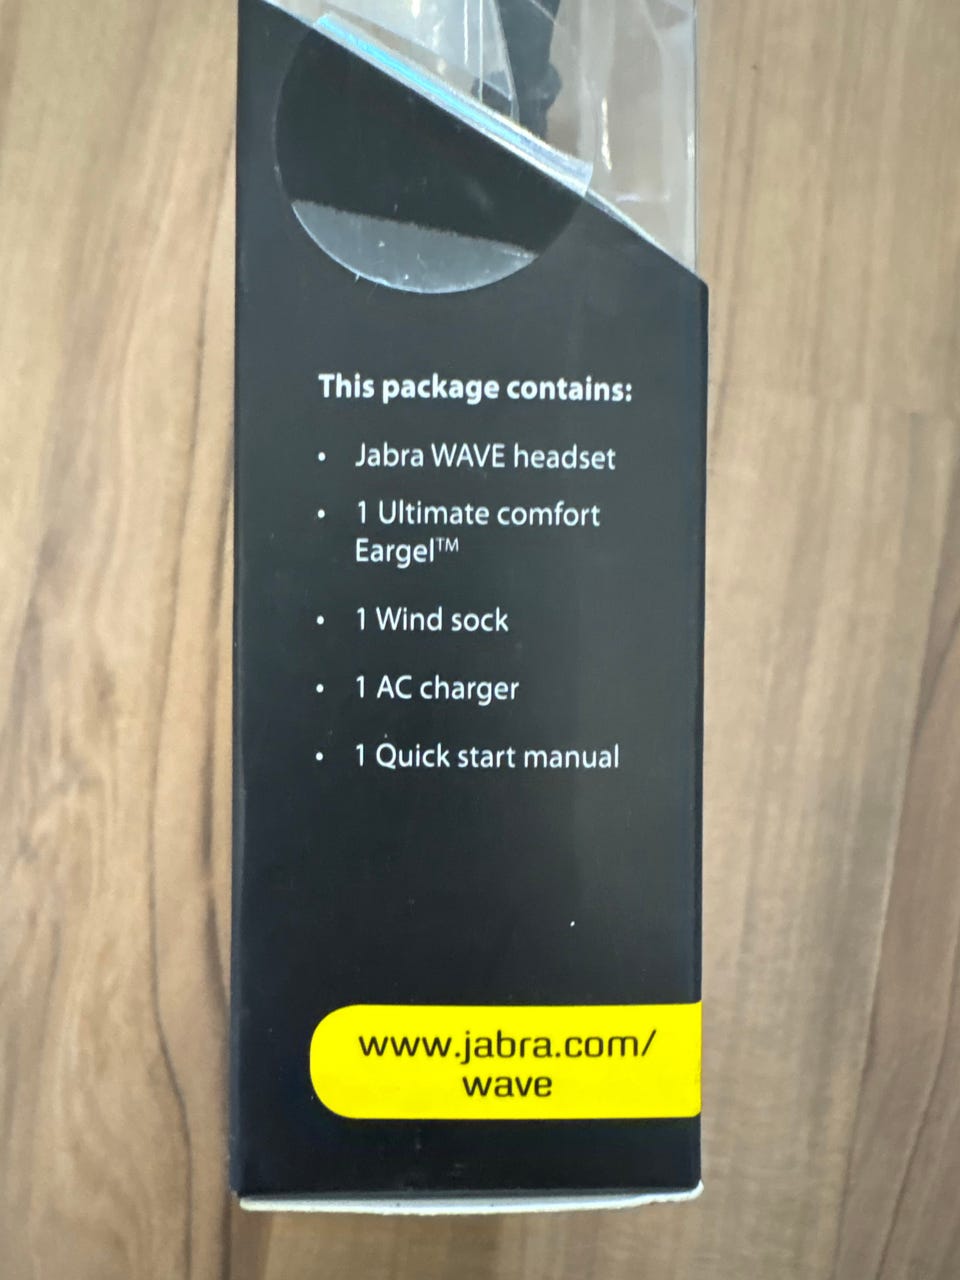 This package contains:
• Jabra WAVE headset
• 1 Ultimate comfort
Eargel™
• 1 Wind sock
• 1 AC charger
• 1 Quick start manual
www.jabra.com/
wave